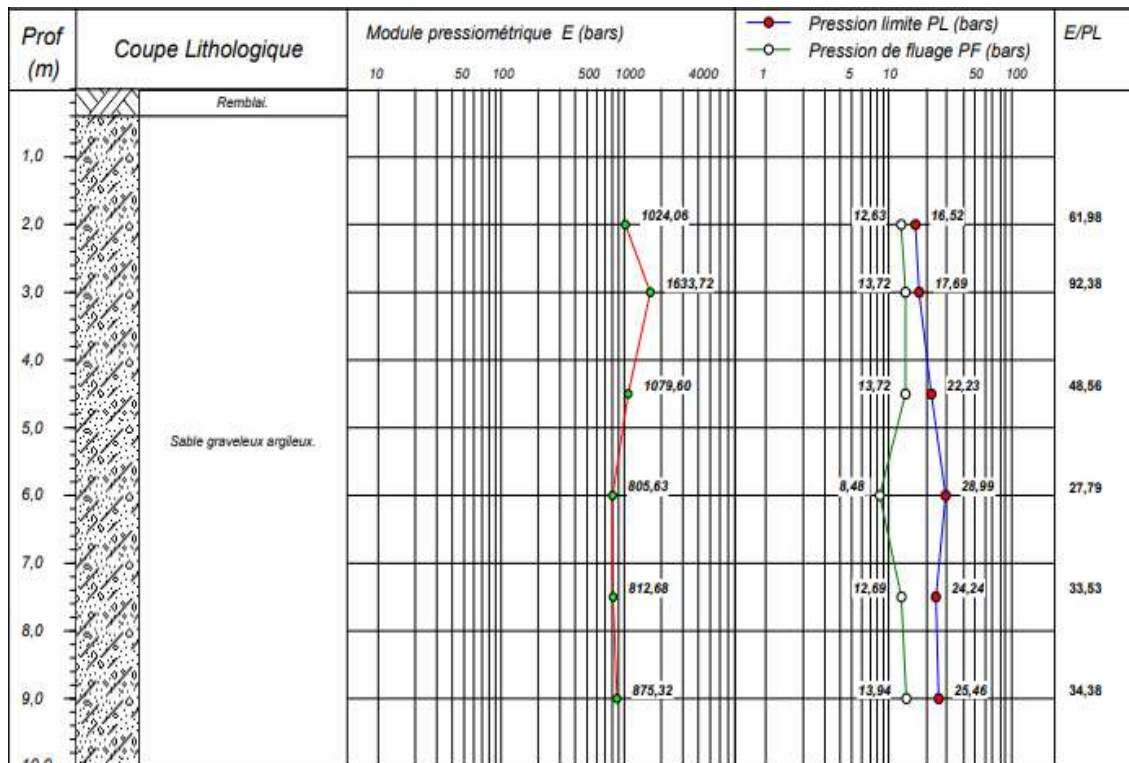 Prof
(m)
Coupe Lithologique
Module pressiométrique E (bars)
10 50 100 500 1000 4000
Pression limite PL (bars)
Pression de fluage PF (bars)
1 5 10 50 100
E/PL
Remblai.
1,0
2,0 1024,06 12,63 16,52 61,98
3,0 1633,72 13,72 17,69 92,38
4,0
1079,60 13,72 22,23 48,56
5,0 Sable graveleux argileux.
6,0 805,63 8,48 28,99 27,79
7,0
812,68 12,69 24,24 33,53
8,0
9,0 875,32 13,94 25,46 34,38